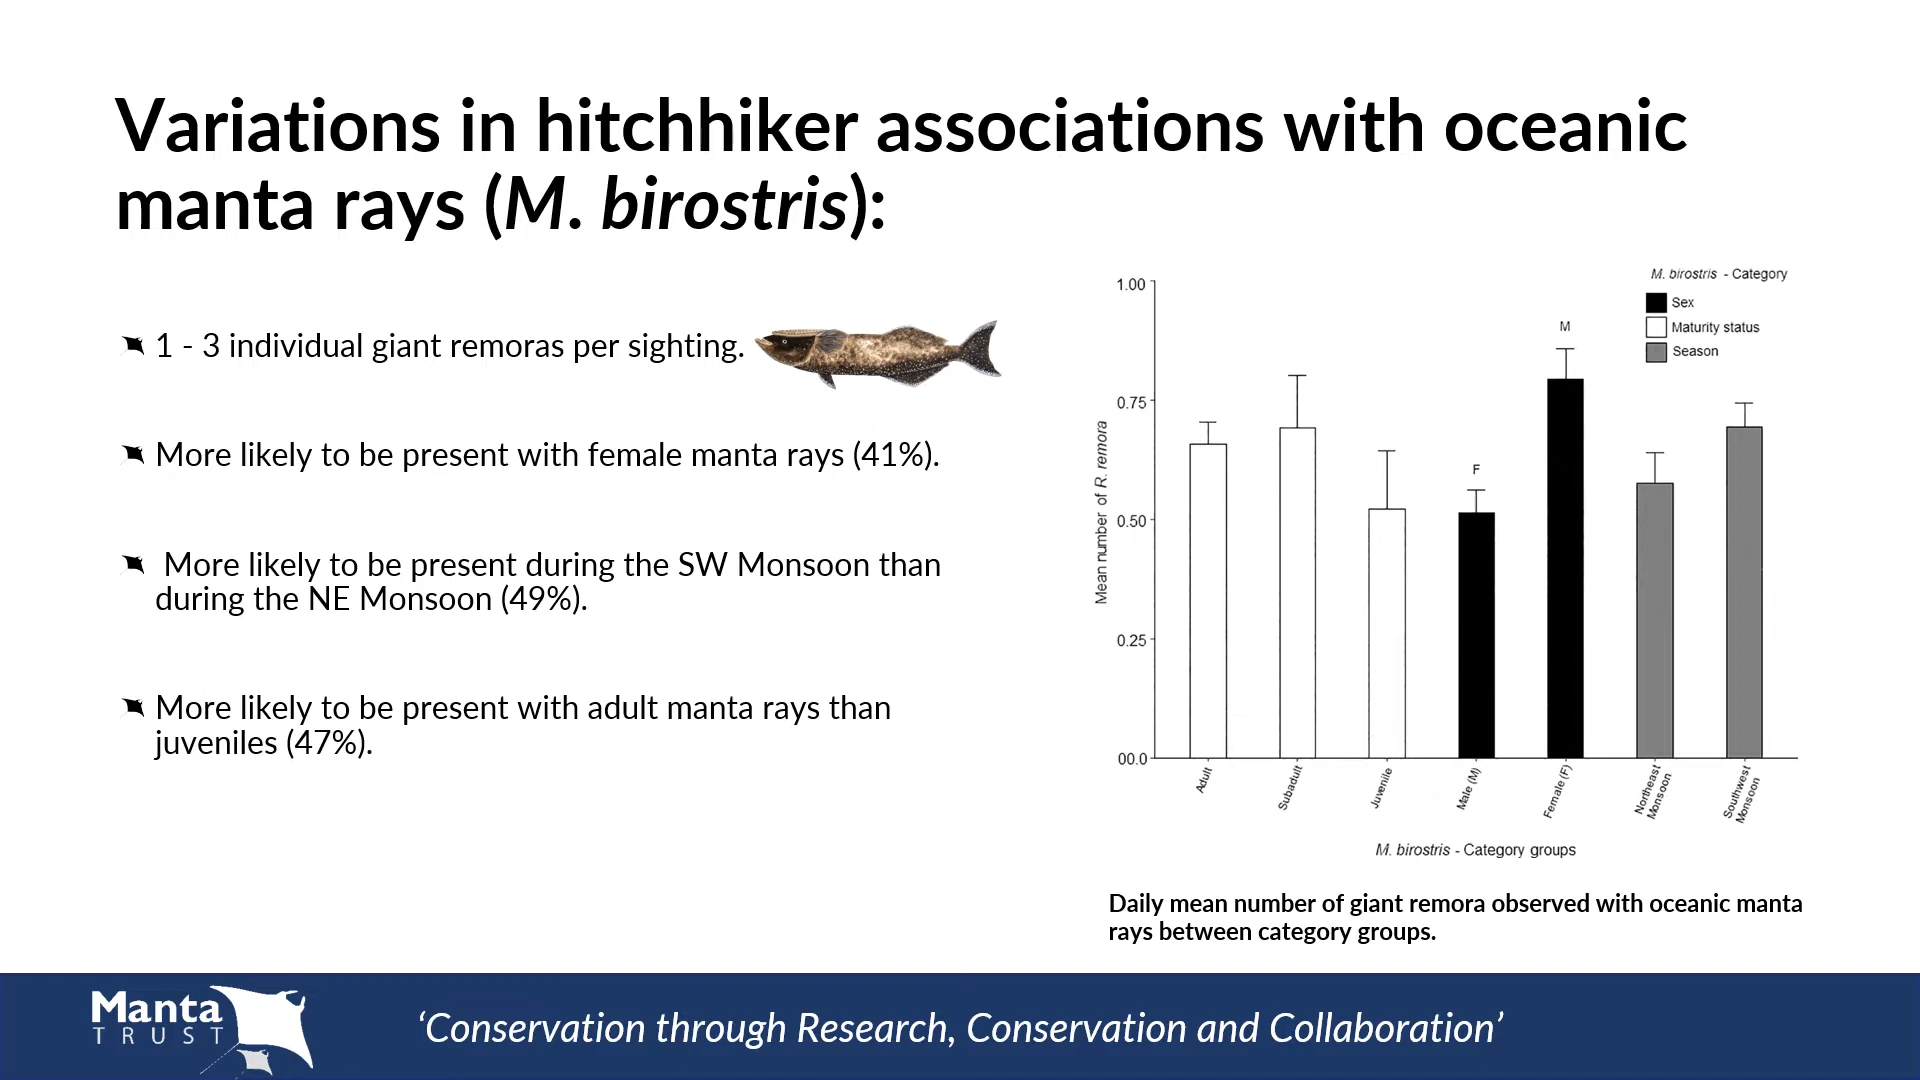 Variations in hitchhiker associations with oceanic
manta rays (M. birostris):
1 - 3 individual giant remoras per sighting.
More likely to be present with female manta rays (41%).
More likely to be present during the SW Monsoon than
during the NE Monsoon (49%).
More likely to be present with adult manta rays than
juveniles (47%).
M. birostris - Category
Sex
Maturity status
Season
Mean number of R. remora
1.00
0.75
0.50
0.25
00.0
F
M
Adult
Subadult
Juvenile
Male (M)
Female (F)
Northeast
Monsoon
Southwest
Monsoon
M. birostris - Category groups
Daily mean number of giant remora observed with oceanic manta
rays between category groups.
Manta
TRUST
‘Conservation through Research, Conservation and Collaboration’